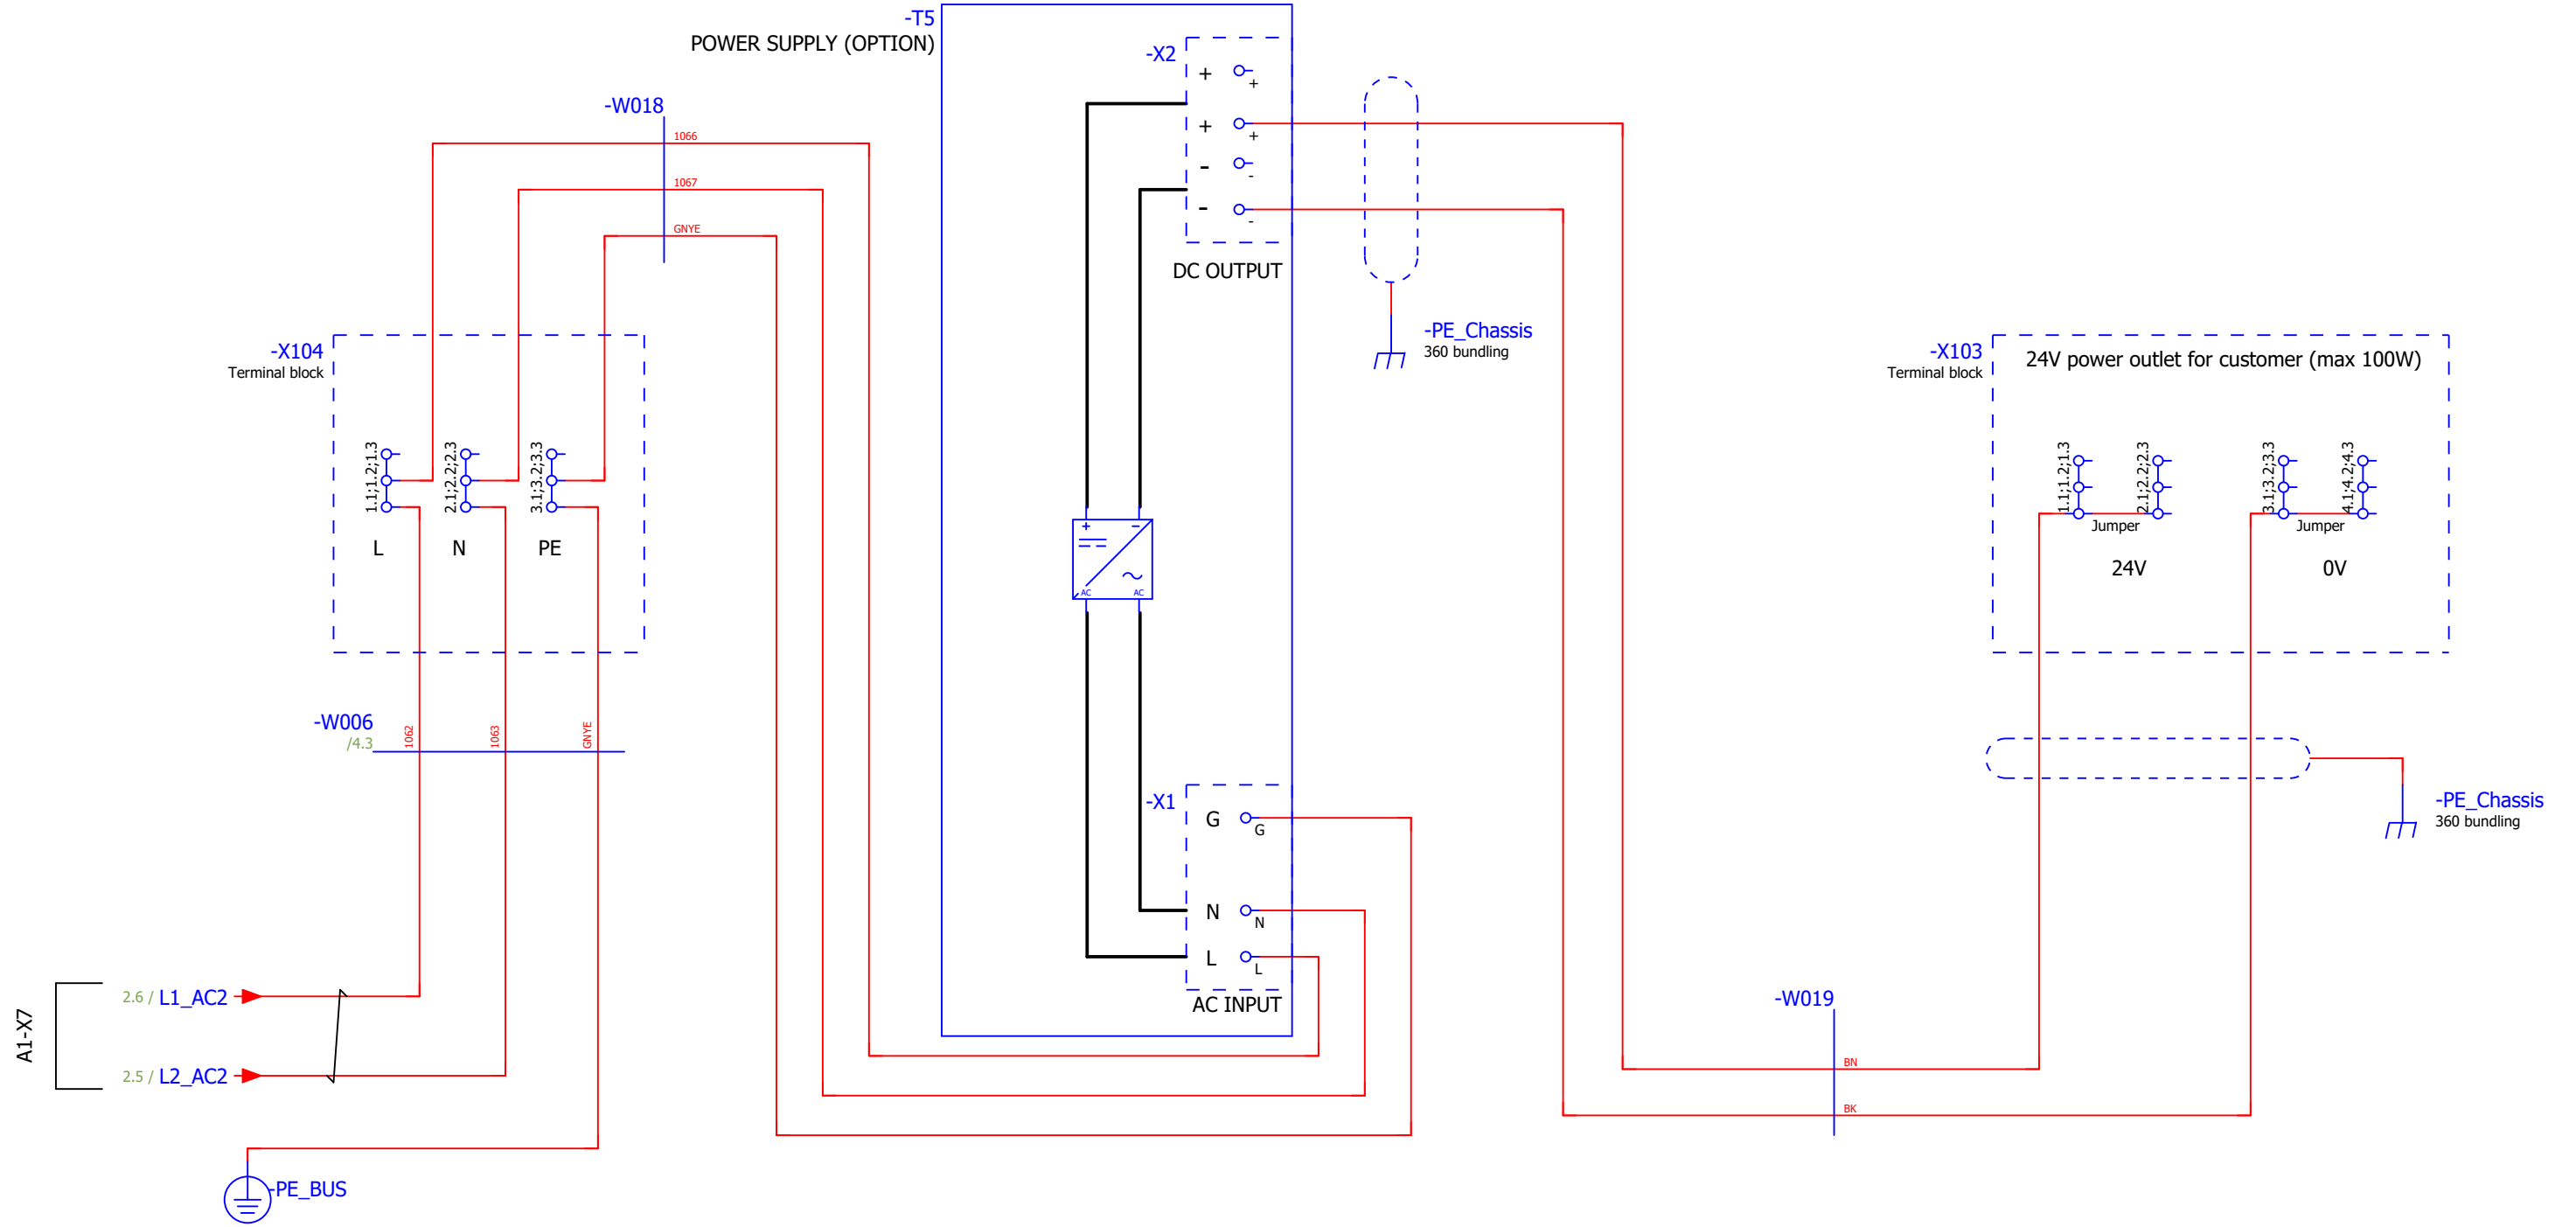 -T5
POWER SUPPLY (OPTION)
-X2
+ +
+ +
- -
- -
DC OUTPUT
-W018
1066
1067
GNYE
-PE_Chassis
360 bundling
-X104
Terminal block
1.1;1.2;1.3
2.1;2.2;2.3
3.1;3.2;3.3
L N PE
-X103
Terminal block
24V power outlet for customer (max 100W)
1.1;1.2;1.3
2.1;2.2;2.3
3.1;3.2;3.3
4.1;4.2;4.3
Jumper Jumper
24V 0V
+ -
AC AC
-W006
/4.3
1062
1063
GNYE
-X1
G G
N N
L L
AC INPUT
-PE_Chassis
360 bundling
A1-X7
2.6 / L1_AC2
2.5 / L2_AC2
-W019
BN
BK
-PE_BUS